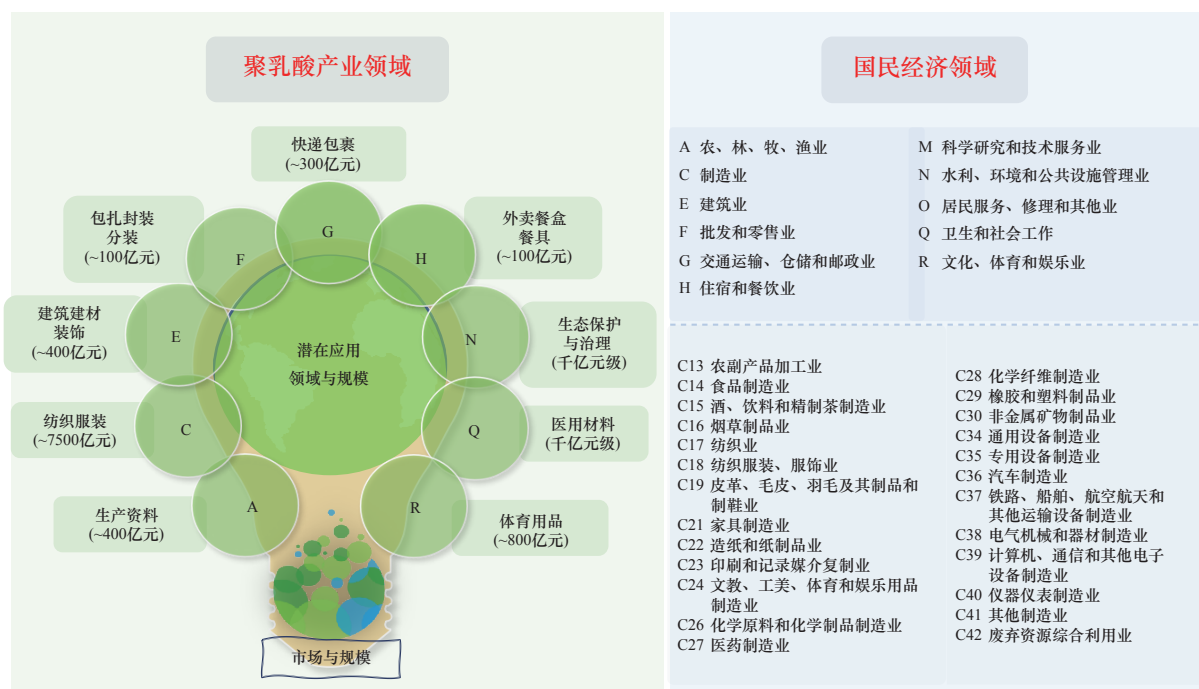 聚乳酸产业领域
快递包裹
(~300亿元)
包扎封装
分装
(~100亿元)
外卖餐盒
餐具
(~100亿元)
建筑建材
装饰
(~400亿元)
生态保护
与治理
(千亿元级)
纺织服装
(~7500亿元)
医用材料
(千亿元级)
生产资料
(~400亿元)
体育用品
(~800亿元)
G
F
H
E
N
C
Q
A
R
潜在应用
领域与规模
市场与规模
国民经济领域
A 农、林、牧、渔业
C 制造业
E 建筑业
F 批发和零售业
G 交通运输、仓储和邮政业
H 住宿和餐饮业
M 科学研究和技术服务业
N 水利、环境和公共设施管理业
O 居民服务、修理和其他业
Q 卫生和社会工作
R 文化、体育和娱乐业
C13 农副产品加工业
C14 食品制造业
C15 酒、饮料和精制茶制造业
C16 烟草制品业
C17 纺织业
C18 纺织服装、服饰业
C19 皮革、毛皮、羽毛及其制品和
制鞋业
C21 家具制造业
C22 造纸和纸制品业
C23 印刷和记录媒介复制业
C24 文教、工美、体育和娱乐用品
制造业
C26 化学原料和化学制品制造业
C27 医药制造业
C28 化学纤维制造业
C29 橡胶和塑料制品业
C30 非金属矿物制品业
C34 通用设备制造业
C35 专用设备制造业
C36 汽车制造业
C37 铁路、船舶、航空航天和
其他运输设备制造业
C38 电气机械和器材制造业
C39 计算机、通信和其他电子
设备制造业
C40 仪器仪表制造业
C41 其他制造业
C42 废弃资源综合利用业